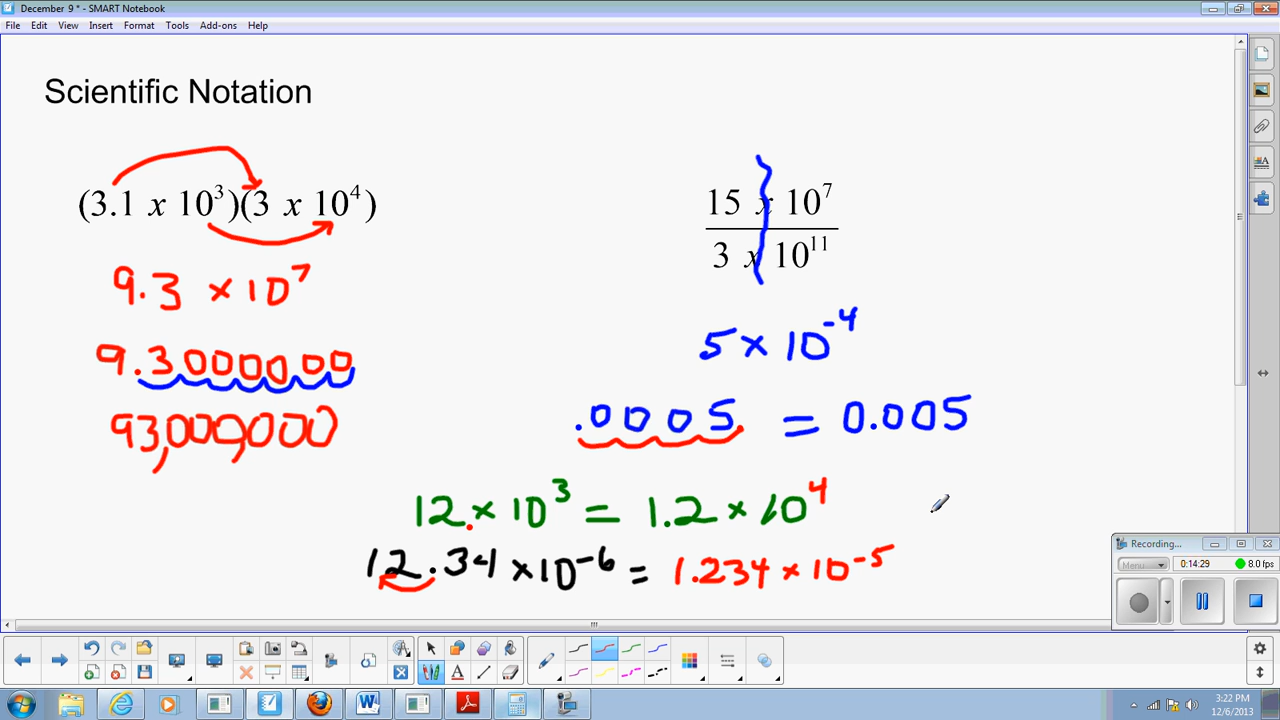 December 9 * - SMART Notebook
File Edit View Insert Format Tools Add-ons Help
Scientific Notation
(3.1 x 10³)(3 x 10⁴)
9.3 × 10⁷
9.3000000
93,000,000
15 x 10⁷
3 x 10¹¹
5 × 10⁻⁴
.0005. = 0.005
12. × 10³ = 1.2 × 10⁴
12.34 × 10⁻⁶ = 1.234 × 10⁻⁵
Recording...
Menu 0:14:29 8.0 fps
3:22 PM
12/6/2013